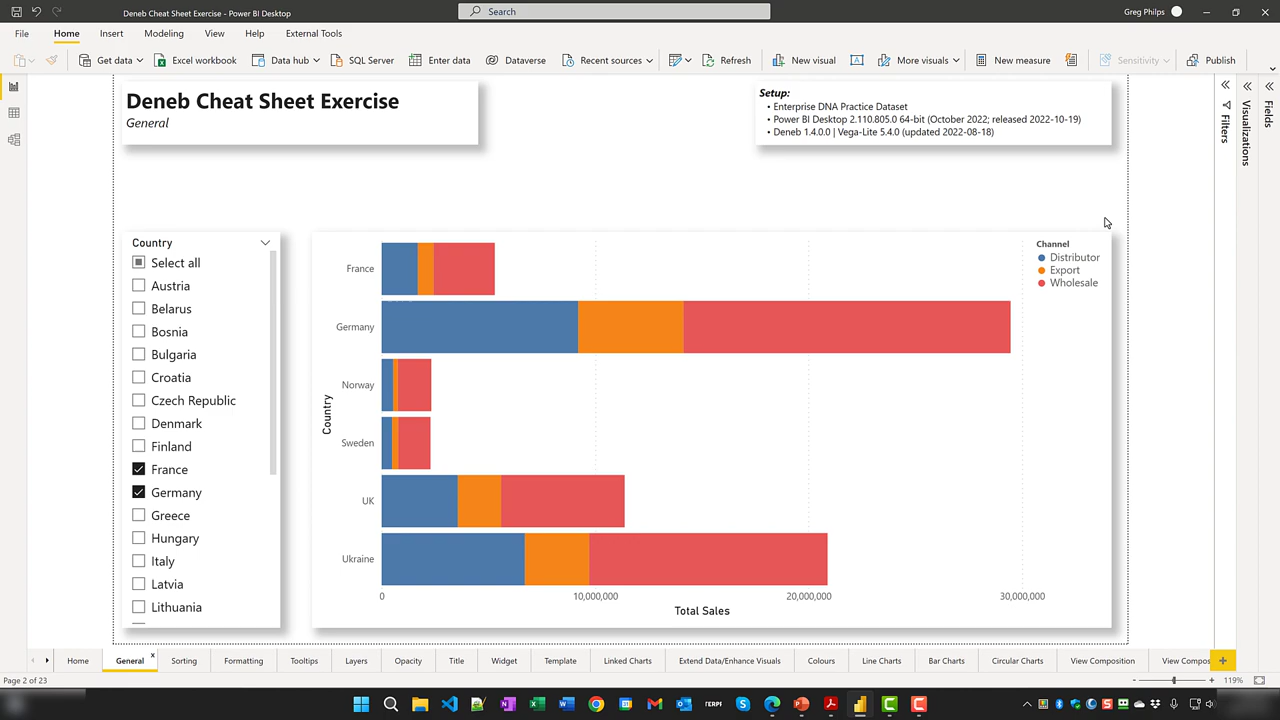 Deneb Cheat Sheet Exercise - Power BI Desktop
Search
Greg Philps
File Home Insert Modeling View Help External Tools
Get data Excel workbook Data hub SQL Server Enter data Dataverse Recent sources Refresh New visual More visuals New measure Sensitivity Publish
Deneb Cheat Sheet Exercise
General
Setup:
• Enterprise DNA Practice Dataset
• Power BI Desktop 2.110.805.0 64-bit (October 2022; released 2022-10-19)
• Deneb 1.4.0.0 | Vega-Lite 5.4.0 (updated 2022-08-18)
Filters
Visualizations
Fields
Country
Select all
Austria
Belarus
Bosnia
Bulgaria
Croatia
Czech Republic
Denmark
Finland
France
Germany
Greece
Hungary
Italy
Latvia
Lithuania
Country
France
Germany
Norway
Sweden
UK
Ukraine
0 10,000,000 20,000,000 30,000,000
Total Sales
Channel
Distributor
Export
Wholesale
Home General x Sorting Formatting Tooltips Layers Opacity Title Widget Template Linked Charts Extend Data/Enhance Visuals Colours Line Charts Bar Charts Circular Charts View Composition View Compos +
Page 2 of 23
- + 119%